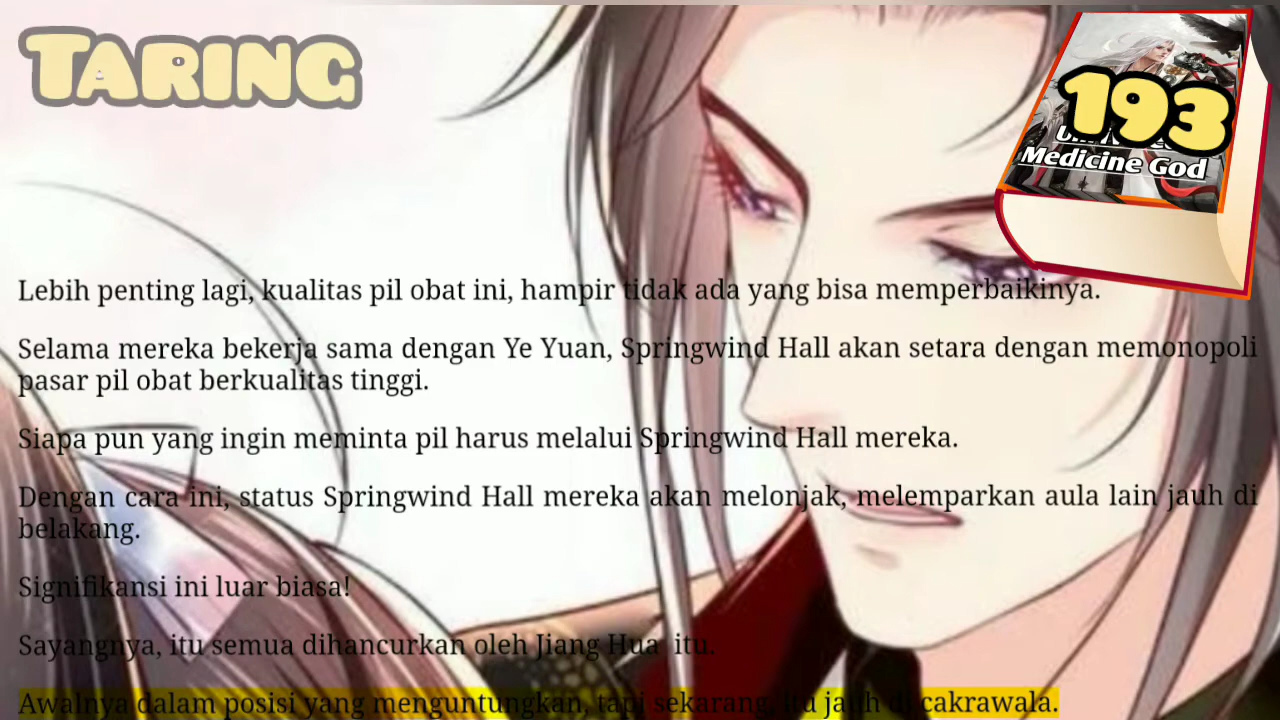 TARING
193
Medicine God
Lebih penting lagi, kualitas pil obat ini, hampir tidak ada yang bisa memperbaikinya.
Selama mereka bekerja sama dengan Ye Yuan, Springwind Hall akan setara dengan memonopoli
pasar pil obat berkualitas tinggi.
Siapa pun yang ingin meminta pil harus melalui Springwind Hall mereka.
Dengan cara ini, status Springwind Hall mereka akan melonjak, melemparkan aula lain jauh di
belakang.
Signifikansi ini luar biasa!
Sayangnya, itu semua dihancurkan oleh Jiang Hua itu.
Awalnya dalam posisi yang menguntungkan, tapi sekarang, itu jauh di cakrawala.